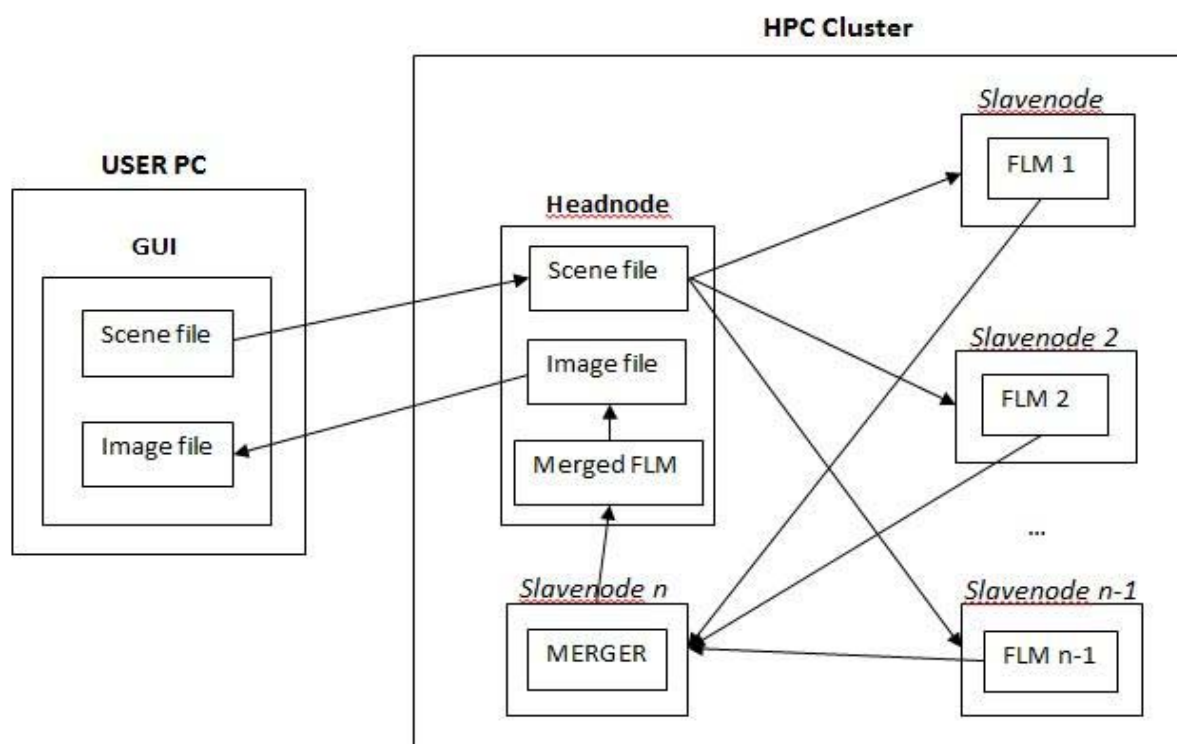 HPC Cluster
USER PC
GUI
Scene file
Image file
Headnode
Scene file
Image file
Merged FLM
Slavenode n
MERGER
Slavenode
FLM 1
Slavenode 2
FLM 2
...
Slavenode n-1
FLM n-1